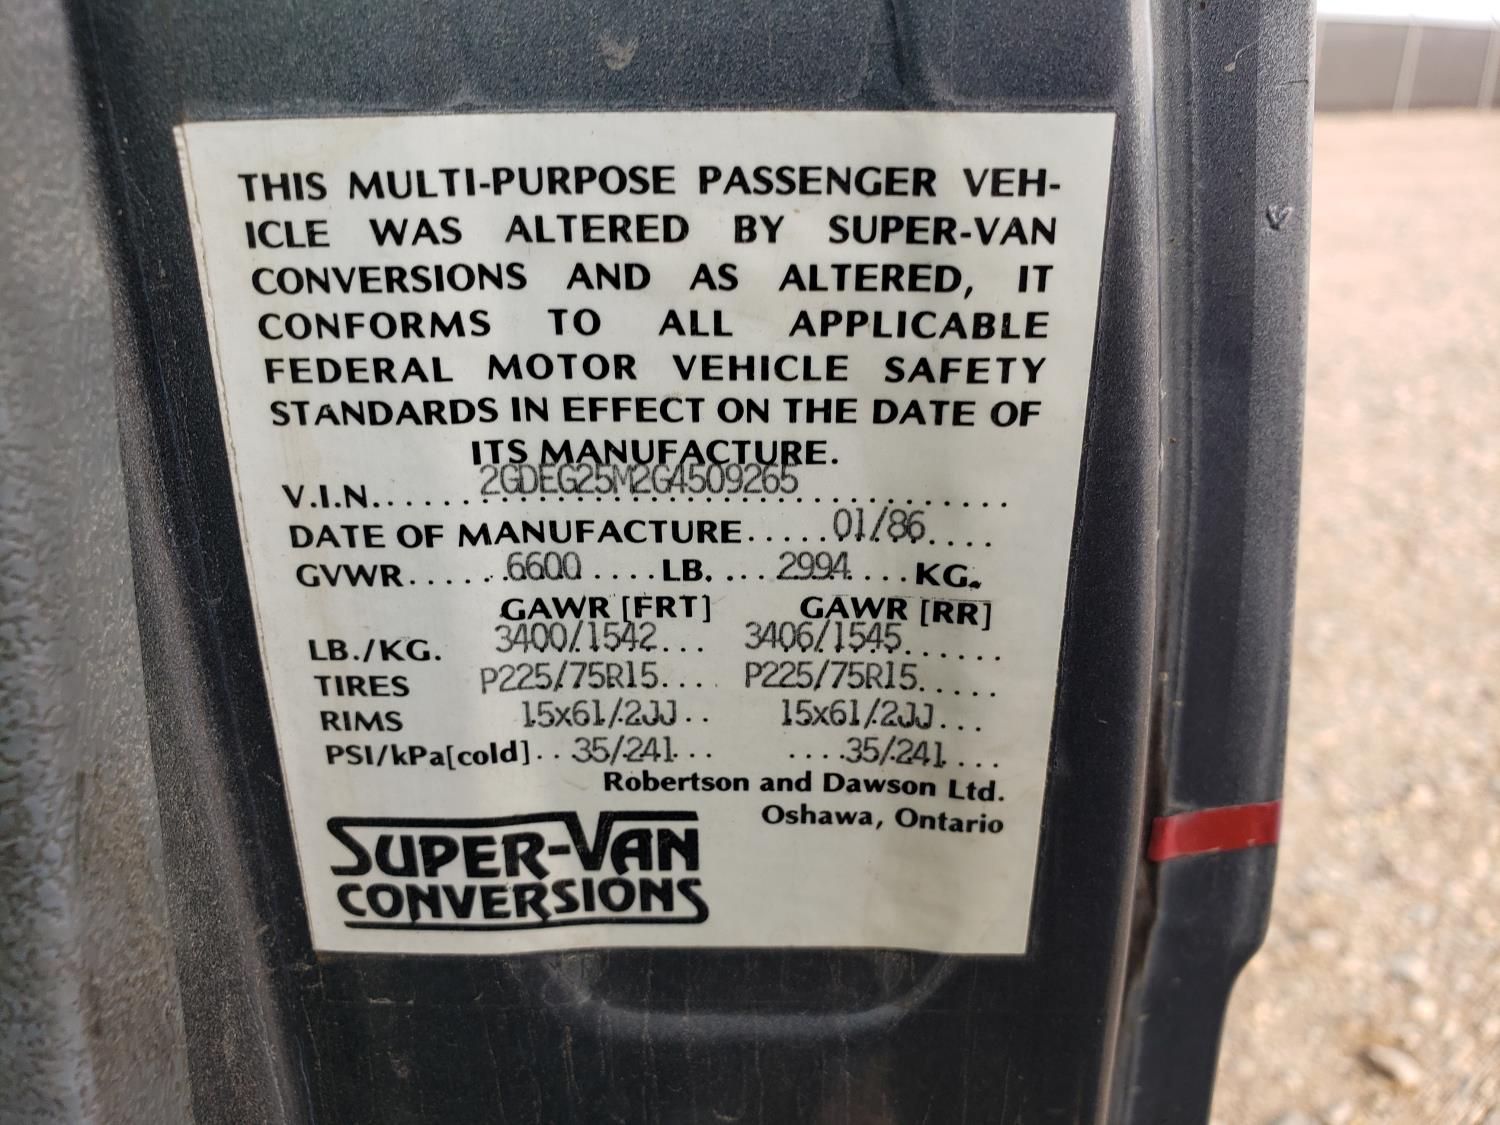 THIS MULTI-PURPOSE PASSENGER VEH-
ICLE WAS ALTERED BY SUPER-VAN
CONVERSIONS AND AS ALTERED, IT
CONFORMS TO ALL APPLICABLE
FEDERAL MOTOR VEHICLE SAFETY
STANDARDS IN EFFECT ON THE DATE OF
ITS MANUFACTURE.
V.I.N. 2GDEG25M2G4509265
DATE OF MANUFACTURE.....01/86....
GVWR......6600....LB....2994...KG.
GAWR [FRT] GAWR [RR]
LB./KG. 3400/1542... 3406/1545......
TIRES P225/75R15.... P225/75R15.....
RIMS 15x61/2JJ.. 15x61/2JJ...
PSI/kPa[cold]..35/241... ....35/241....
Robertson and Dawson Ltd.
Oshawa, Ontario
SUPER-VAN
CONVERSIONS